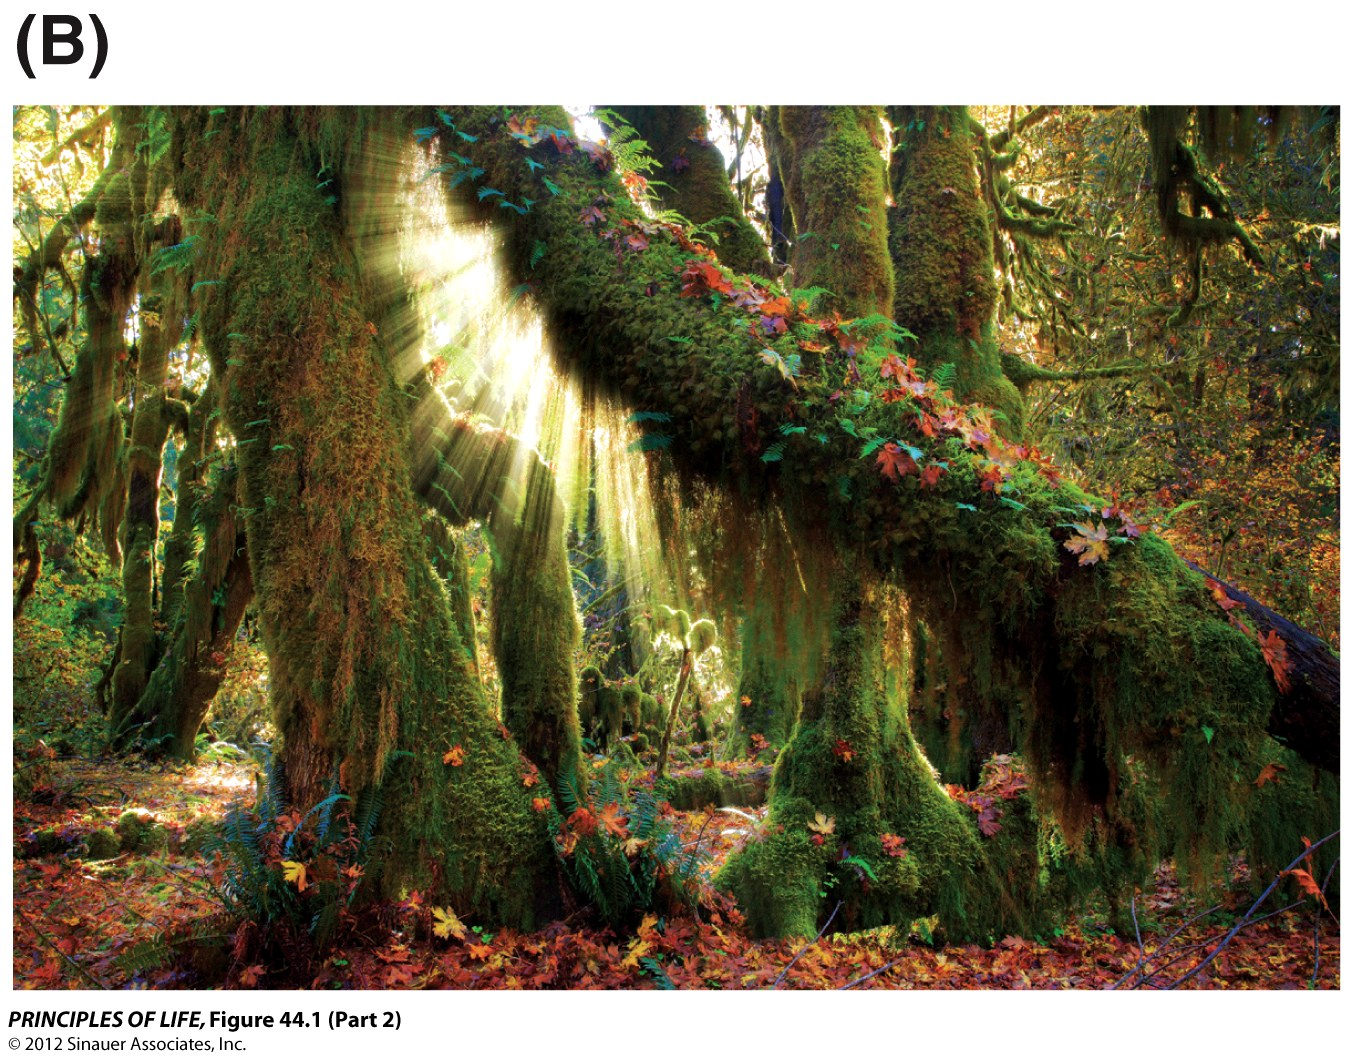 (B)
PRINCIPLES OF LIFE, Figure 44.1 (Part 2)
© 2012 Sinauer Associates, Inc.